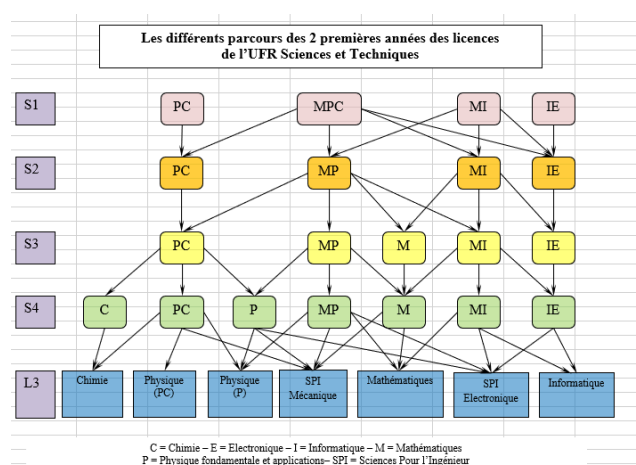 Les différents parcours des 2 premières années des licences
de l'UFR Sciences et Techniques
S1 PC MPC MI IE
S2 PC MP MI IE
S3 PC MP M MI IE
S4 C PC P MP M MI IE
L3 Chimie Physique (PC) Physique (P) SPI Mécanique Mathématiques SPI Electronique Informatique
C = Chimie – E = Electronique – I = Informatique – M = Mathématiques
P = Physique fondamentale et applications– SPI = Sciences Pour l'Ingénieur